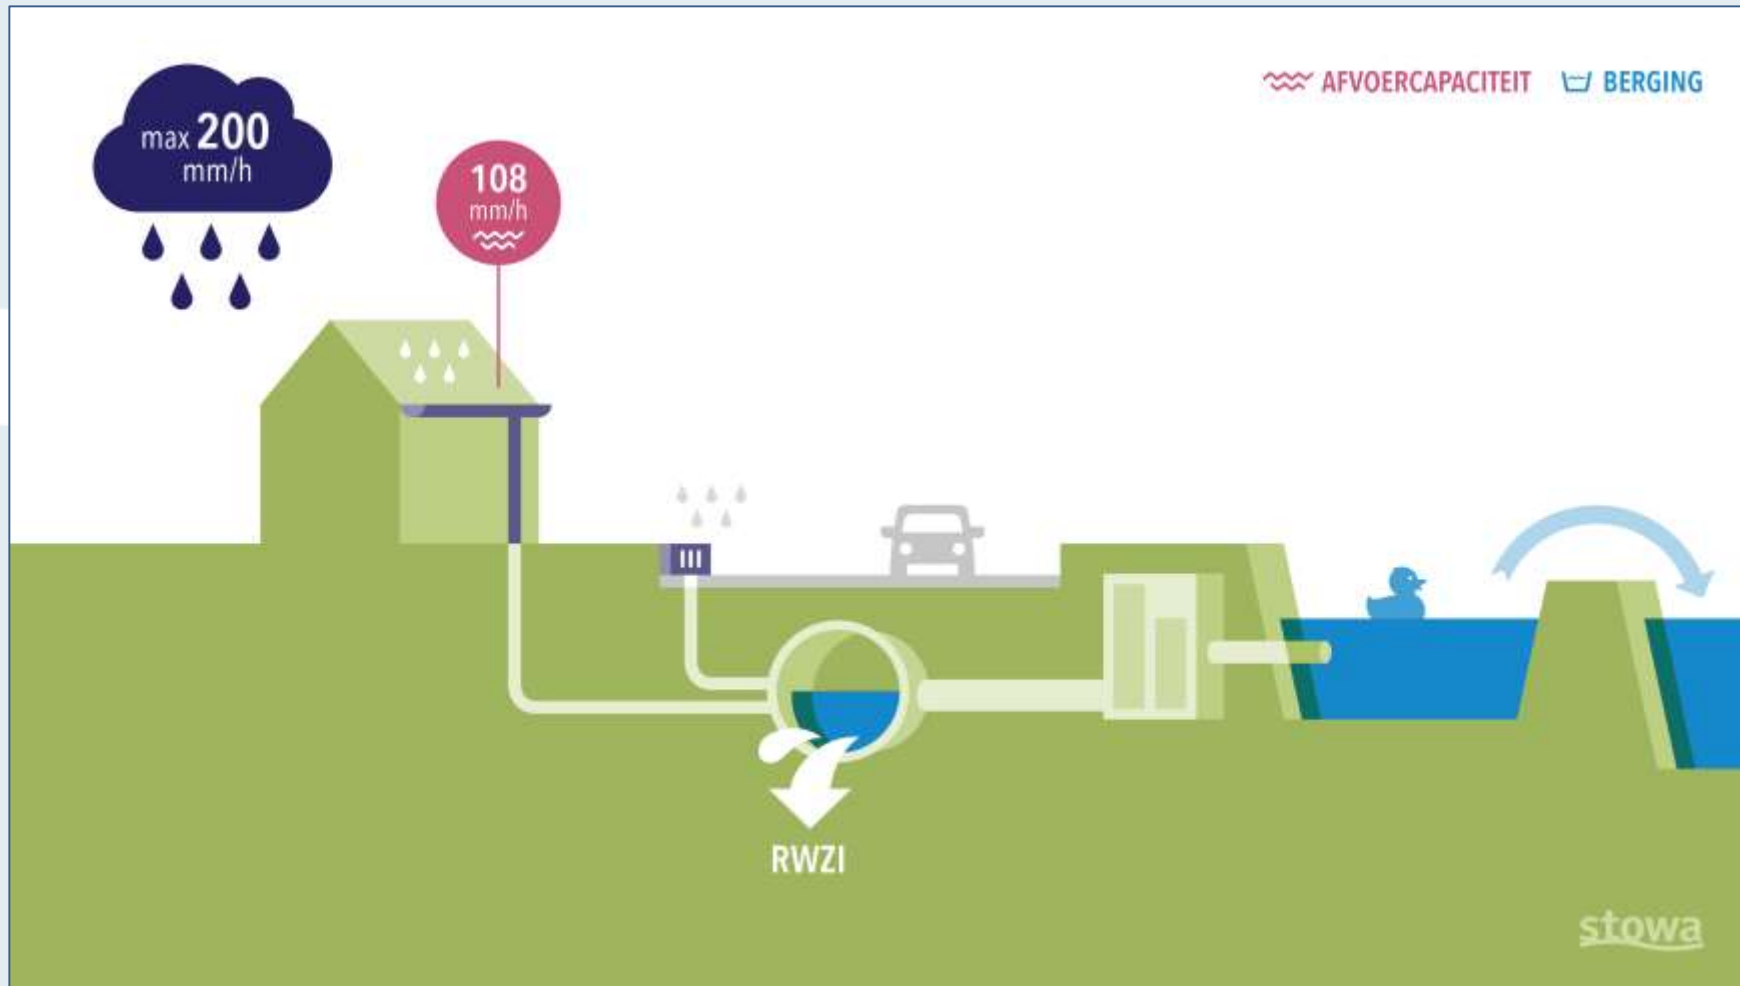 max 200
mm/h
108
mm/h
AFVOERCAPACITEIT
BERGING
RWZI
stowa